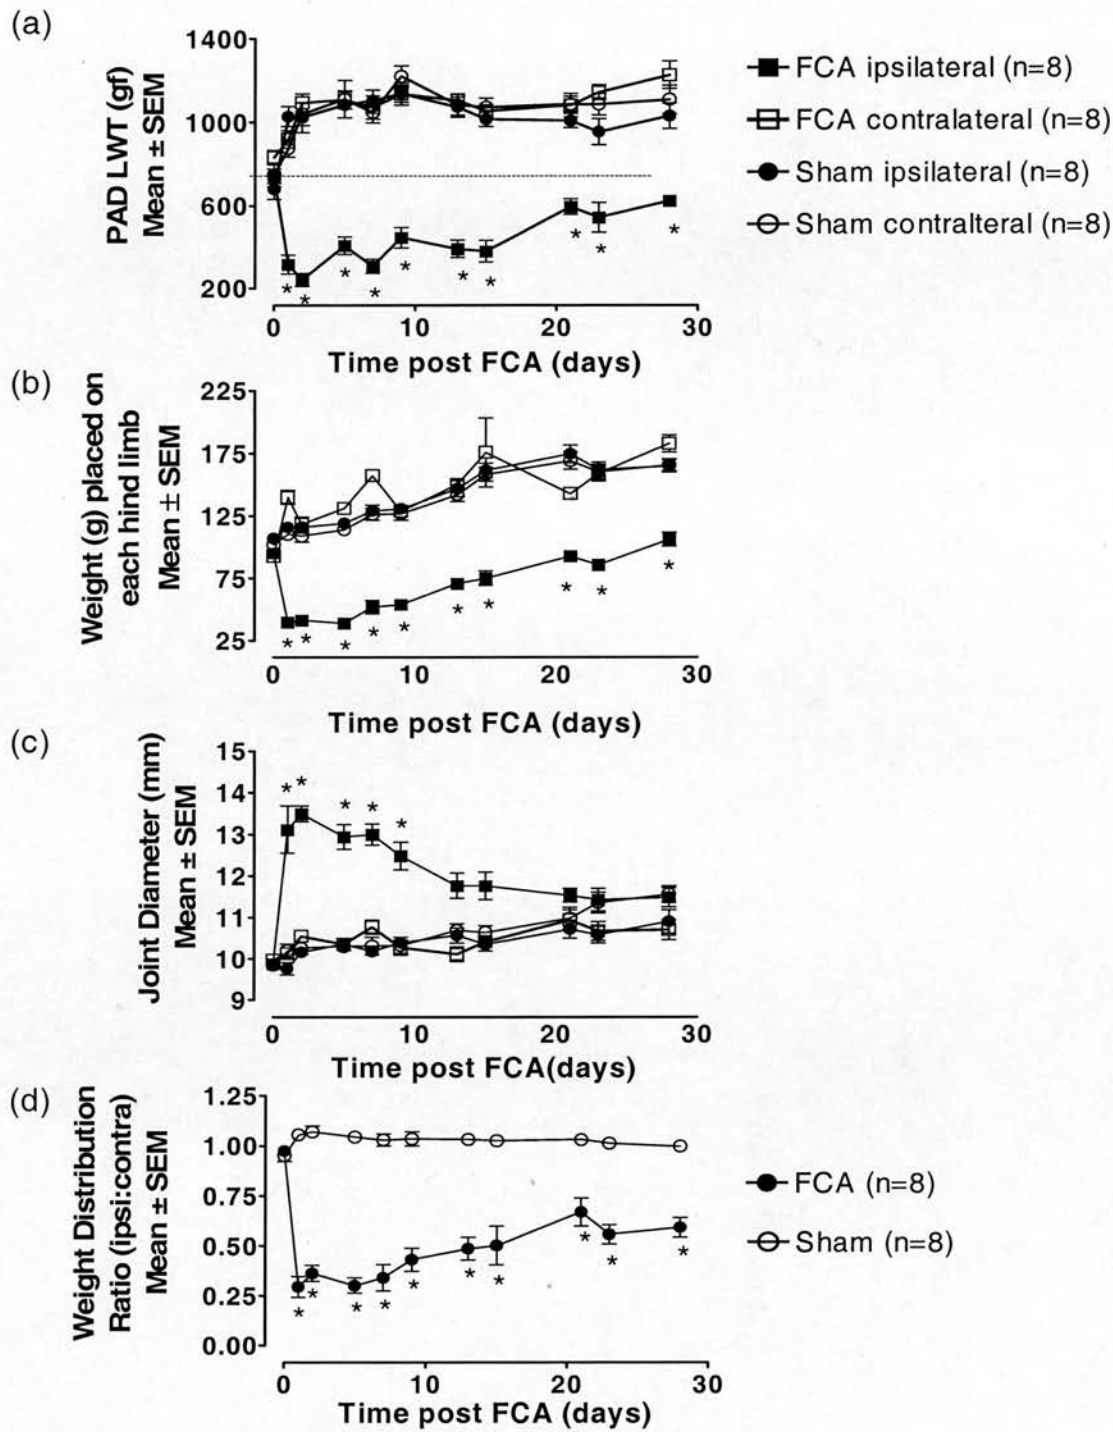 (a)
PAD LWT (gf)
Mean ± SEM
1400
1000
600
200
* * * * * * * * * *
0 10 20 30
Time post FCA (days)
FCA ipsilateral (n=8)
FCA contralateral (n=8)
Sham ipsilateral (n=8)
Sham contralteral (n=8)
(b)
Weight (g) placed on
each hind limb
Mean ± SEM
225
175
125
75
25
* * * * * * * * * *
0 10 20 30
Time post FCA (days)
(c)
Joint Diameter (mm)
Mean ± SEM
15
14
13
12
11
10
9
* * * * *
0 10 20 30
Time post FCA(days)
(d)
Weight Distribution
Ratio (ipsi:contra)
Mean ± SEM
1.25
1.00
0.75
0.50
0.25
0.00
* * * * * * * * * *
0 10 20 30
Time post FCA (days)
FCA (n=8)
Sham (n=8)